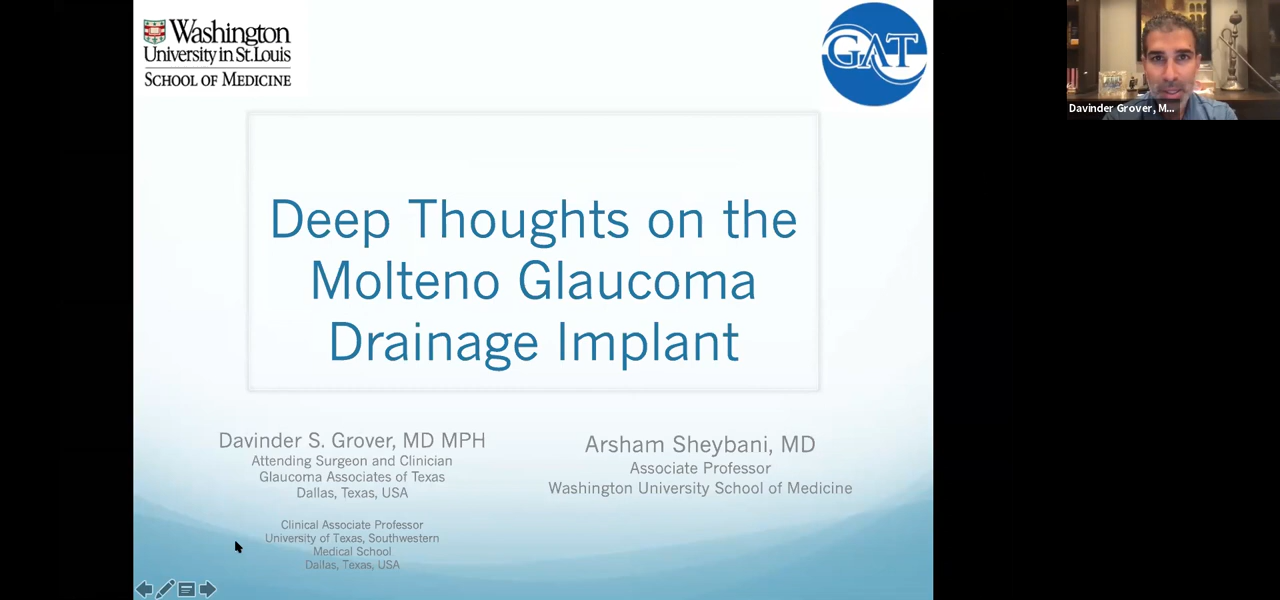 Washington
University in St. Louis
SCHOOL OF MEDICINE
GAT
Davinder Grover, M...
Deep Thoughts on the
Molteno Glaucoma
Drainage Implant
Davinder S. Grover, MD MPH
Attending Surgeon and Clinician
Glaucoma Associates of Texas
Dallas, Texas, USA
Clinical Associate Professor
University of Texas, Southwestern
Medical School
Dallas, Texas, USA
Arsham Sheybani, MD
Associate Professor
Washington University School of Medicine